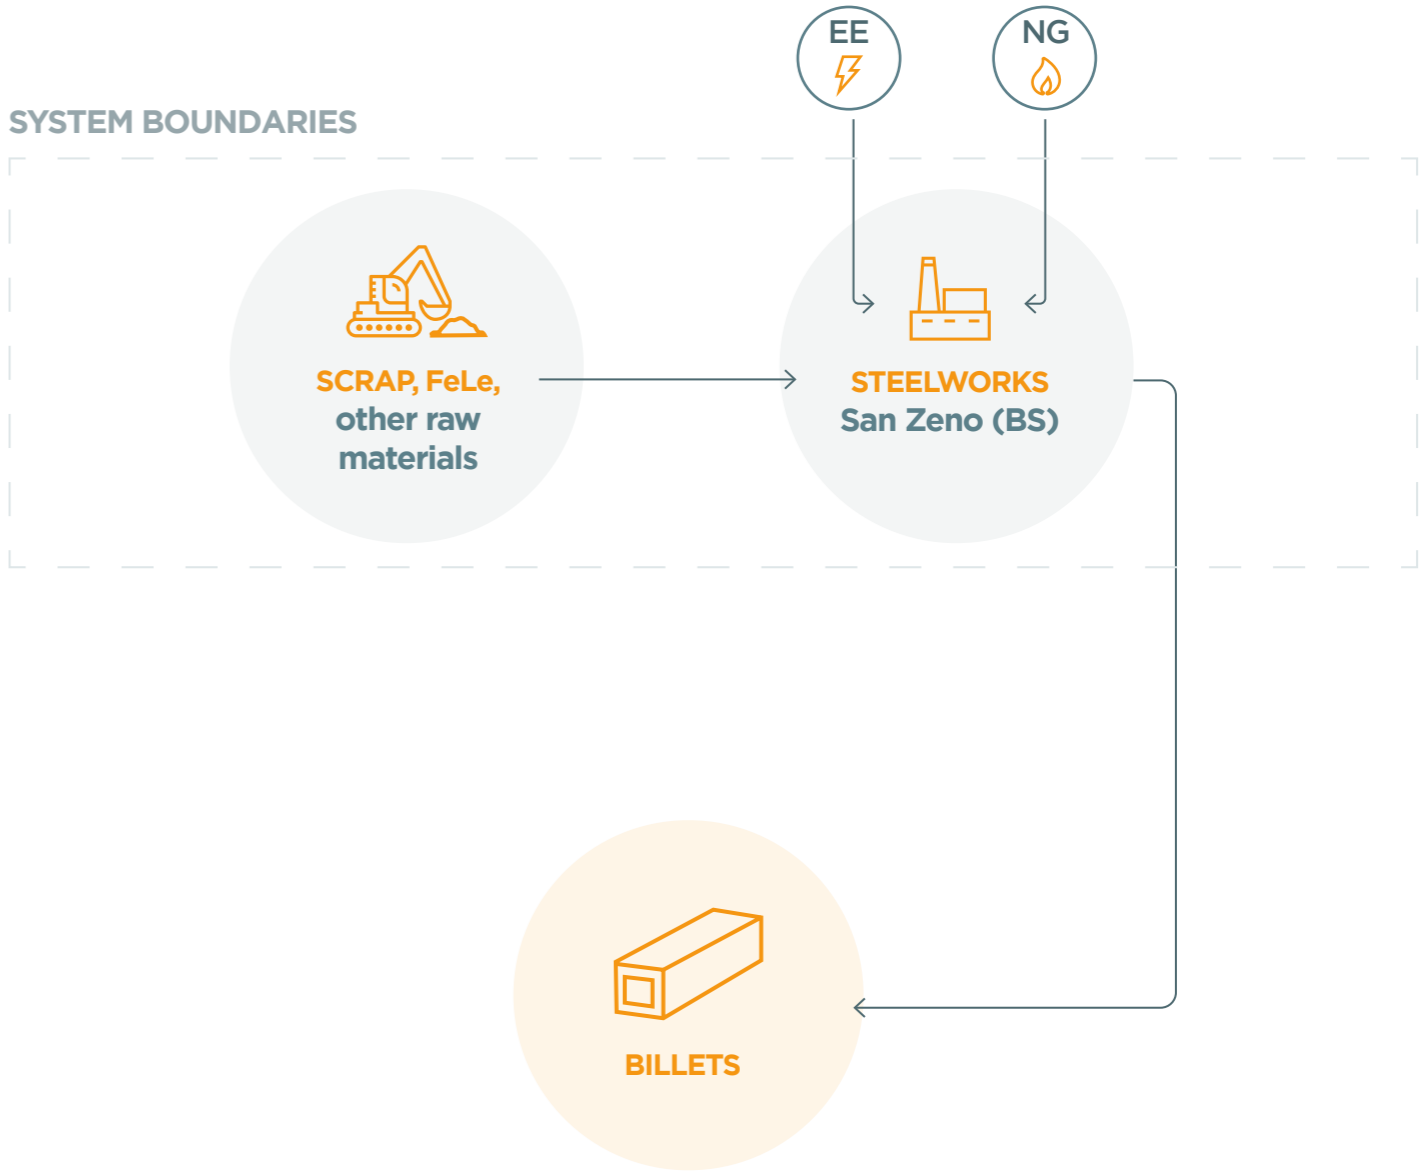 EE
NG
SYSTEM BOUNDARIES
SCRAP, FeLe,
other raw
materials
STEELWORKS
San Zeno (BS)
BILLETS